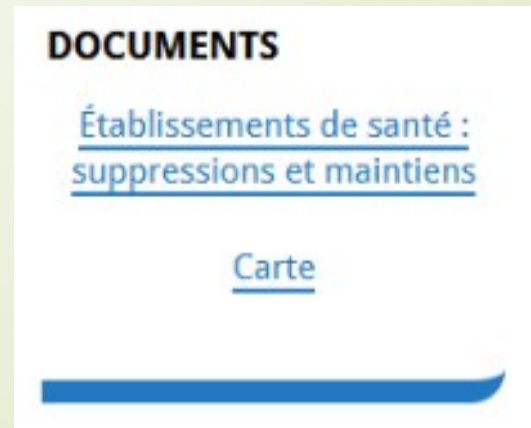 DOCUMENTS
Établissements de santé :
suppressions et maintiens
Carte